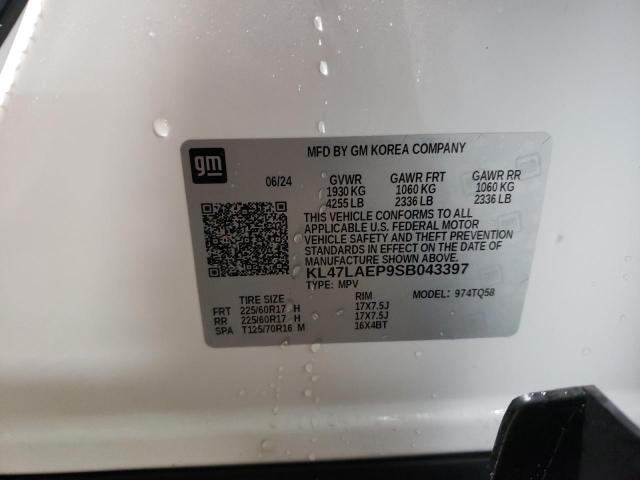 gm
MFD BY GM KOREA COMPANY
06/24 GVWR GAWR FRT GAWR RR
1930 KG 1060 KG 1060 KG
4255 LB 2336 LB 2336 LB
THIS VEHICLE CONFORMS TO ALL
APPLICABLE U.S. FEDERAL MOTOR
VEHICLE SAFETY AND THEFT PREVENTION
STANDARDS IN EFFECT ON THE DATE OF
MANUFACTURE SHOWN ABOVE.
KL47LAEP9SB043397
TYPE: MPV MODEL: 974TQ58
TIRE SIZE RIM
FRT 225/60R17 H 17X7.5J
RR 225/60R17 H 17X7.5J
SPA T125/70R16 M 16X4BT